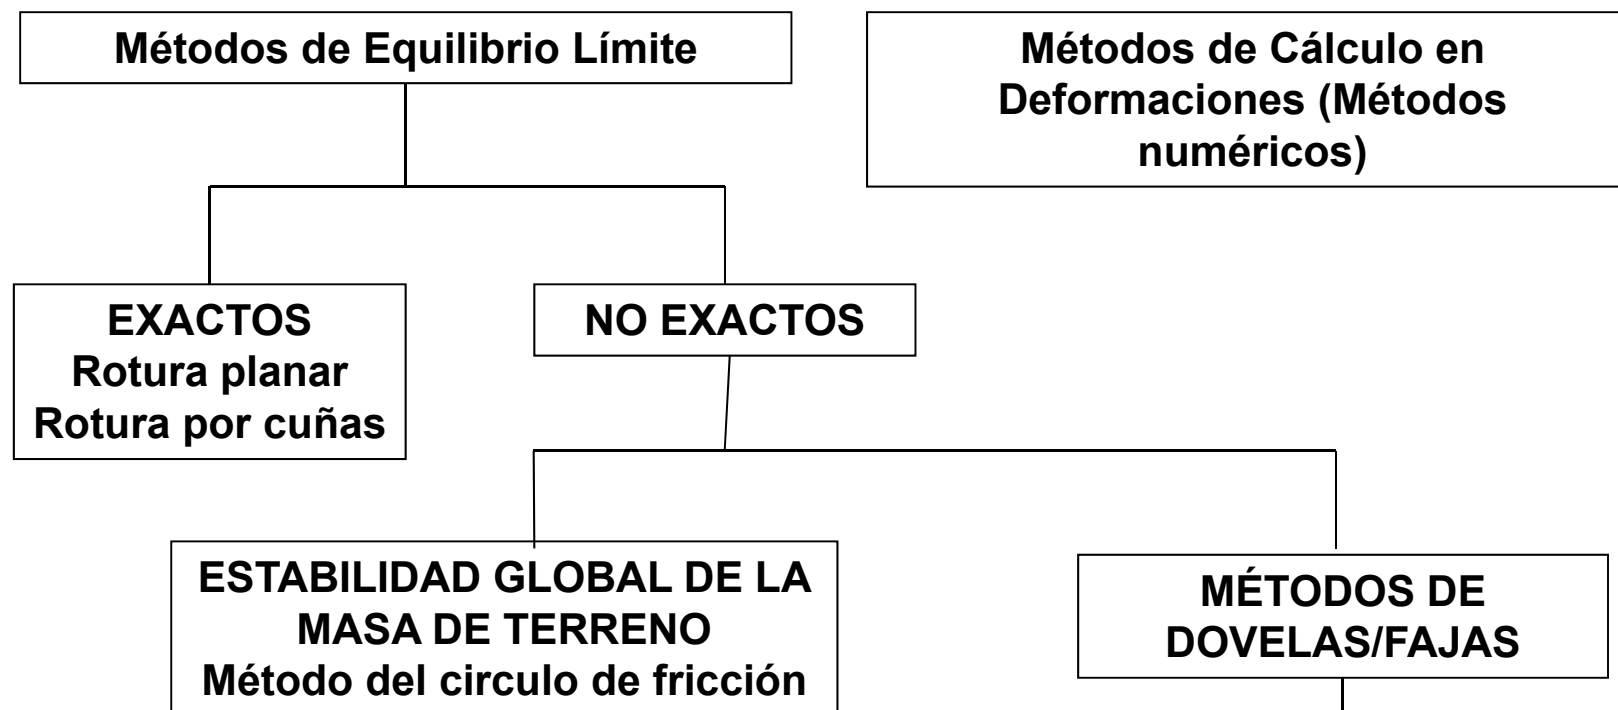 Métodos de Equilibrio Límite
Métodos de Cálculo en
Deformaciones (Métodos
numéricos)
EXACTOS
Rotura planar
Rotura por cuñas
NO EXACTOS
ESTABILIDAD GLOBAL DE LA
MASA DE TERRENO
Método del circulo de fricción
MÉTODOS DE
DOVELAS/FAJAS